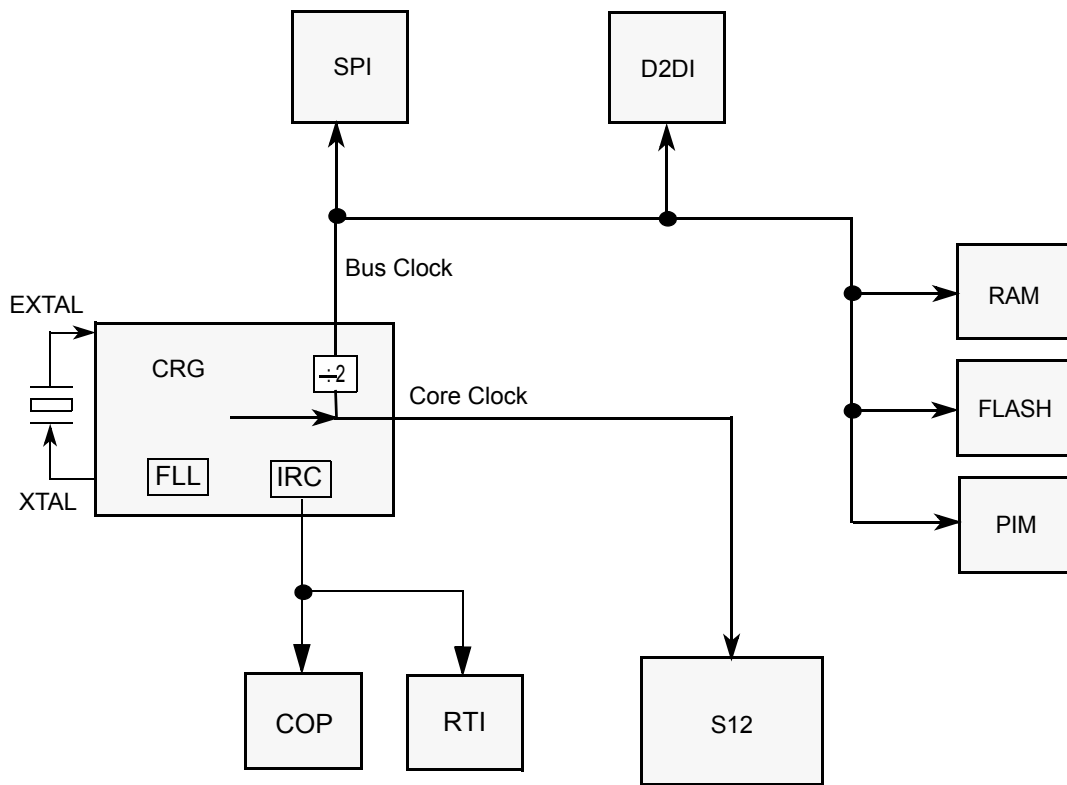 SPI
D2DI
Bus Clock
RAM
EXTAL
CRG
÷2
Core Clock
FLASH
FLL
IRC
XTAL
PIM
COP
RTI
S12